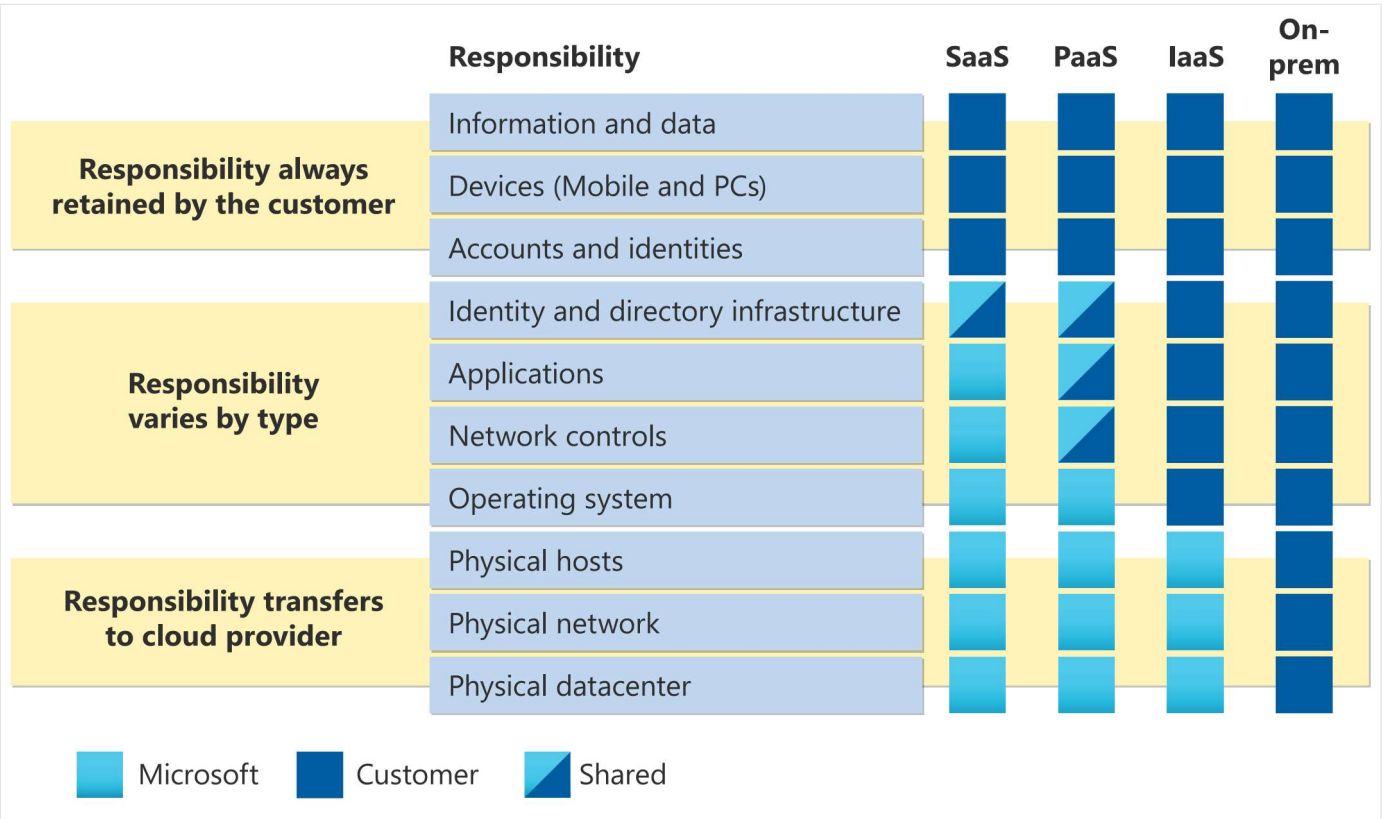 Responsibility
SaaS
PaaS
IaaS
On-
prem
Responsibility always
retained by the customer
Information and data
Devices (Mobile and PCs)
Accounts and identities
Responsibility
varies by type
Identity and directory infrastructure
Applications
Network controls
Operating system
Responsibility transfers
to cloud provider
Physical hosts
Physical network
Physical datacenter
Microsoft
Customer
Shared